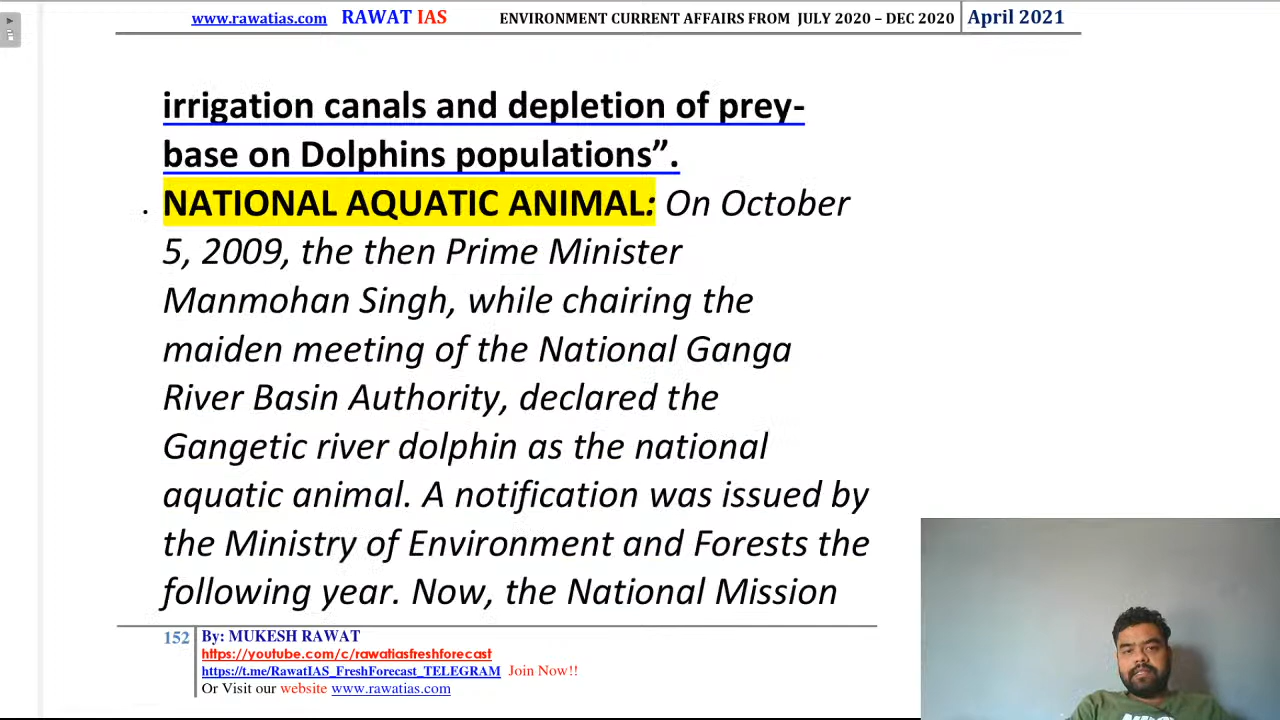 www.rawatias.com RAWAT IAS ENVIRONMENT CURRENT AFFAIRS FROM JULY 2020 – DEC 2020 April 2021
irrigation canals and depletion of prey-
base on Dolphins populations”.
NATIONAL AQUATIC ANIMAL: On October
5, 2009, the then Prime Minister
Manmohan Singh, while chairing the
maiden meeting of the National Ganga
River Basin Authority, declared the
Gangetic river dolphin as the national
aquatic animal. A notification was issued by
the Ministry of Environment and Forests the
following year. Now, the National Mission
152 By: MUKESH RAWAT
https://youtube.com/c/rawatiasfreshforecast
https://t.me/RawatIAS_FreshForecast_TELEGRAM Join Now!!
Or Visit our website www.rawatias.com